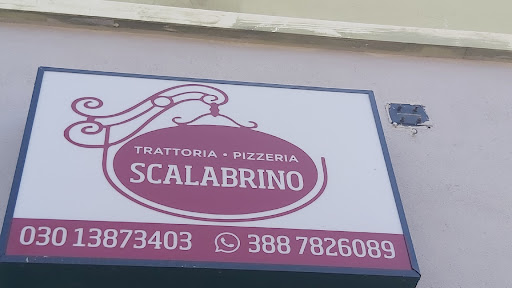 TRATTORIA • PIZZERIA
SCALABRINO
030 13873403 388 7826089